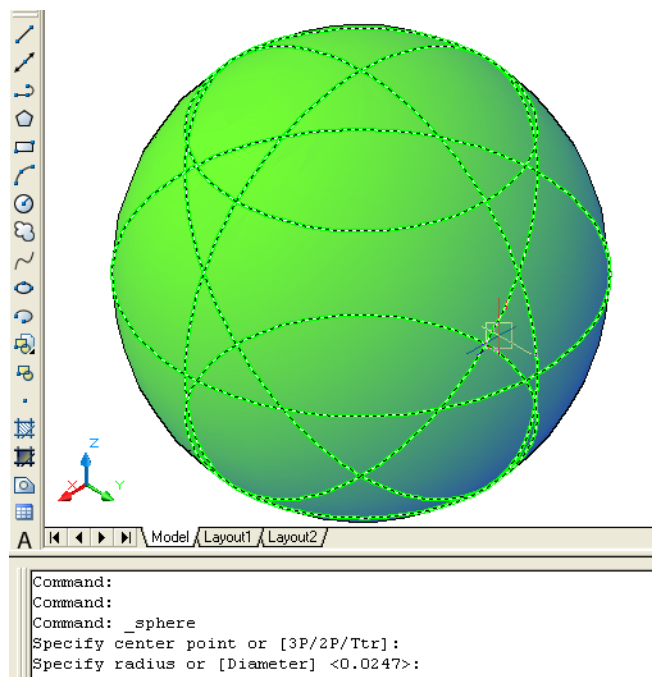 A
Z
X
Y
Model Layout1 Layout2
Command:
Command:
Command: _sphere
Specify center point or [3P/2P/Ttr]:
Specify radius or [Diameter] <0.0247>: